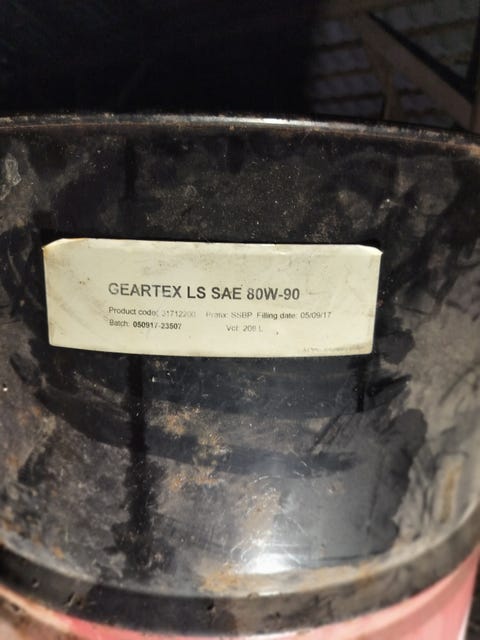 GEARTEX LS SAE 80W-90
Product code: 31712200 Prefix: SSBP Filling date: 05/09/17
Batch: 050917-23507 Vol: 208 L